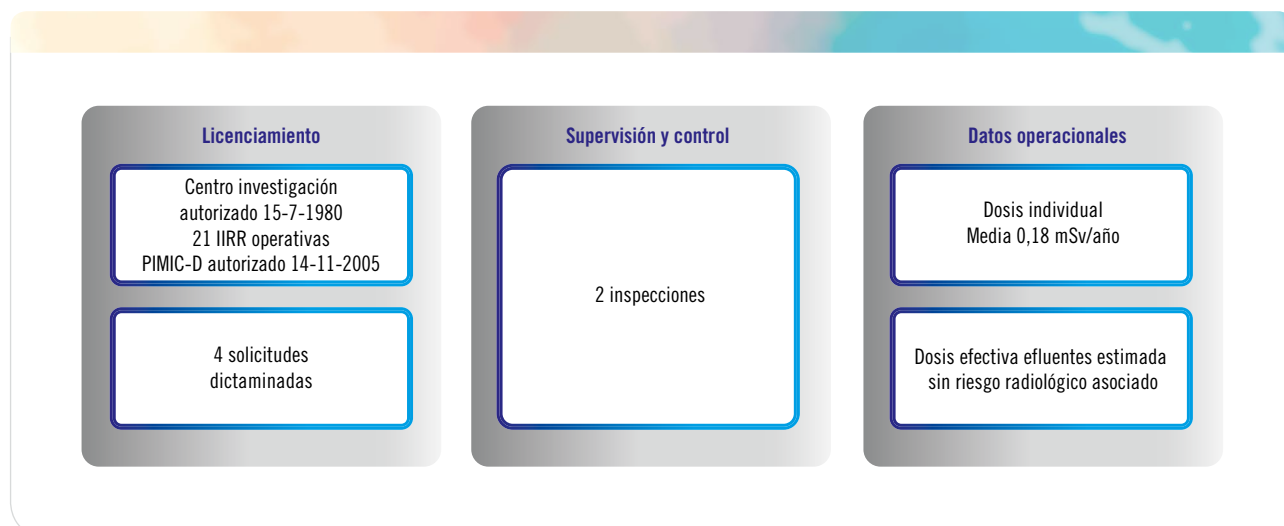 Licenciamiento
Centro investigación
autorizado 15-7-1980
21 IIRR operativas
PIMIC-D autorizado 14-11-2005
4 solicitudes
dictaminadas
Supervisión y control
2 inspecciones
Datos operacionales
Dosis individual
Media 0,18 mSv/año
Dosis efectiva efluentes estimada
sin riesgo radiológico asociado